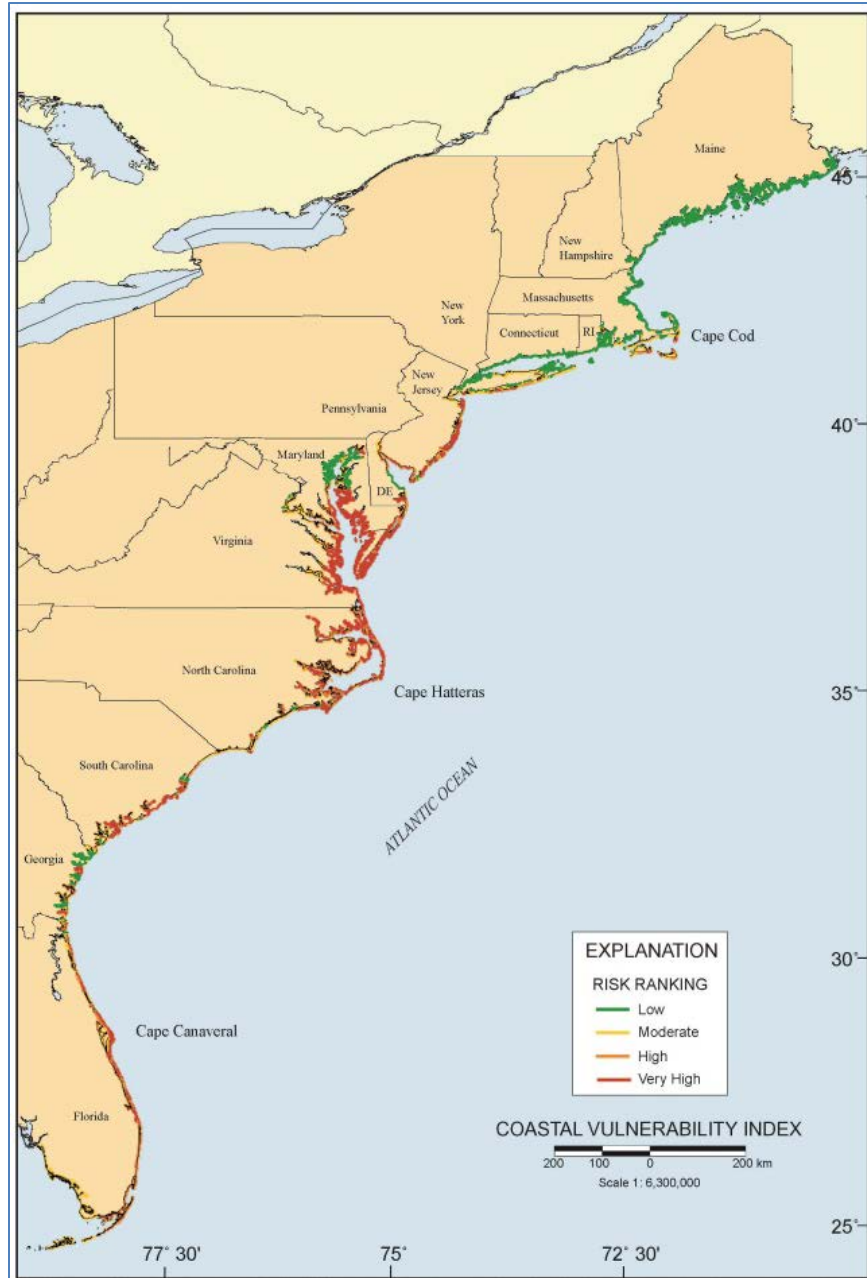 Maine
45°
New
Hampshire
New
York
Massachusetts
Connecticut
RI
Cape Cod
New
Jersey
Pennsylvania
40°
Maryland
DE
Virginia
North Carolina
Cape Hatteras
35°
South Carolina
ATLANTIC OCEAN
Georgia
30°
EXPLANATION
RISK RANKING
Low
Moderate
High
Very High
Cape Canaveral
Florida
COASTAL VULNERABILITY INDEX
200 100 0 200 km
Scale 1: 6,300,000
25°
77° 30' 75° 72° 30'